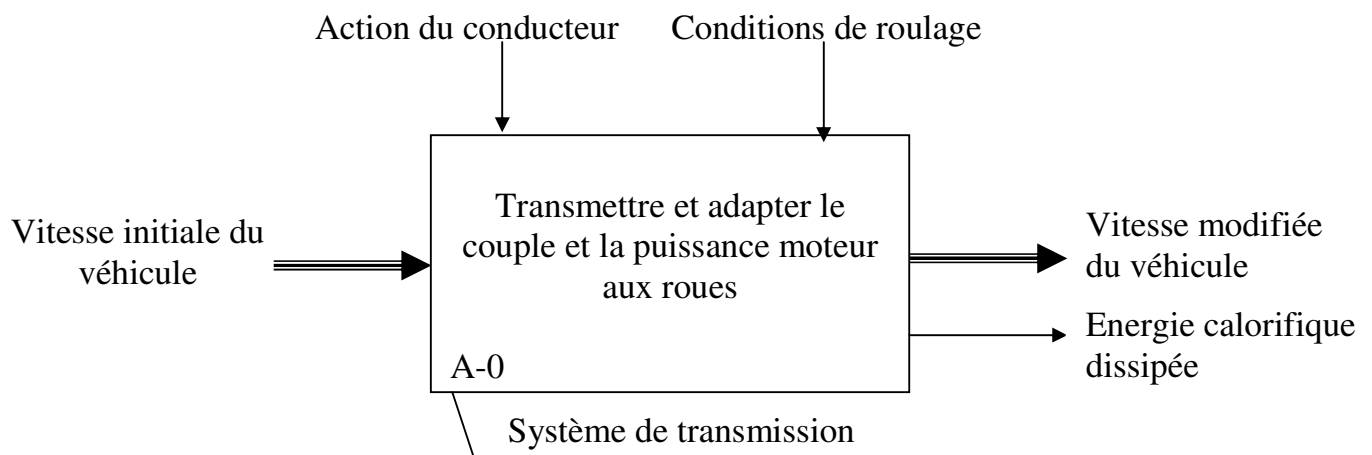 Action du conducteur
Conditions de roulage
Vitesse initiale du
véhicule
Transmettre et adapter le
couple et la puissance moteur
aux roues
A-0
Vitesse modifiée
du véhicule
Energie calorifique
dissipée
Système de transmission